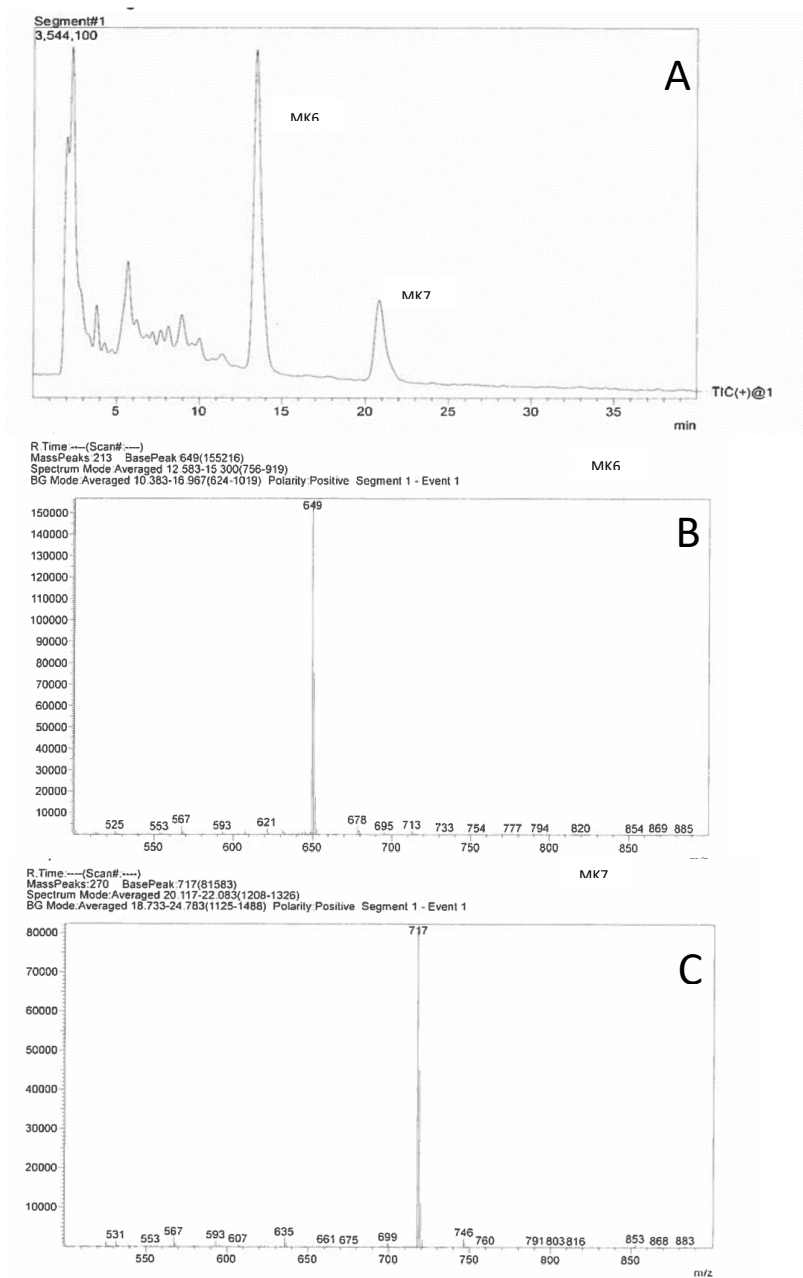 Segment#1
3,544,100
A
MK6
MK7
TIC(+)@1
5 10 15 20 25 30 35
min
R.Time:----(Scan#:----)
MassPeaks:213 BasePeak:649(155216)
Spectrum Mode:Averaged 12.583-15.300(756-919)
BG Mode:Averaged 10.383-16.967(624-1019) Polarity:Positive Segment 1 - Event 1
MK6
B
649
150000
140000
130000
120000
110000
100000
90000
80000
70000
60000
50000
40000
30000
20000
10000
525 553 567 593 621 678 695 713 733 754 777 794 820 854 869 885
550 600 650 700 750 800 850
R.Time:----(Scan#:----)
MassPeaks:270 BasePeak:717(81583)
Spectrum Mode:Averaged 20.117-22.083(1208-1326)
BG Mode:Averaged 18.733-24.783(1125-1488) Polarity:Positive Segment 1 - Event 1
MK7
C
717
80000
70000
60000
50000
40000
30000
20000
10000
531 553 567 593 607 635 661 675 699 746 760 791 803 816 853 868 883
550 600 650 700 750 800 850
m/z